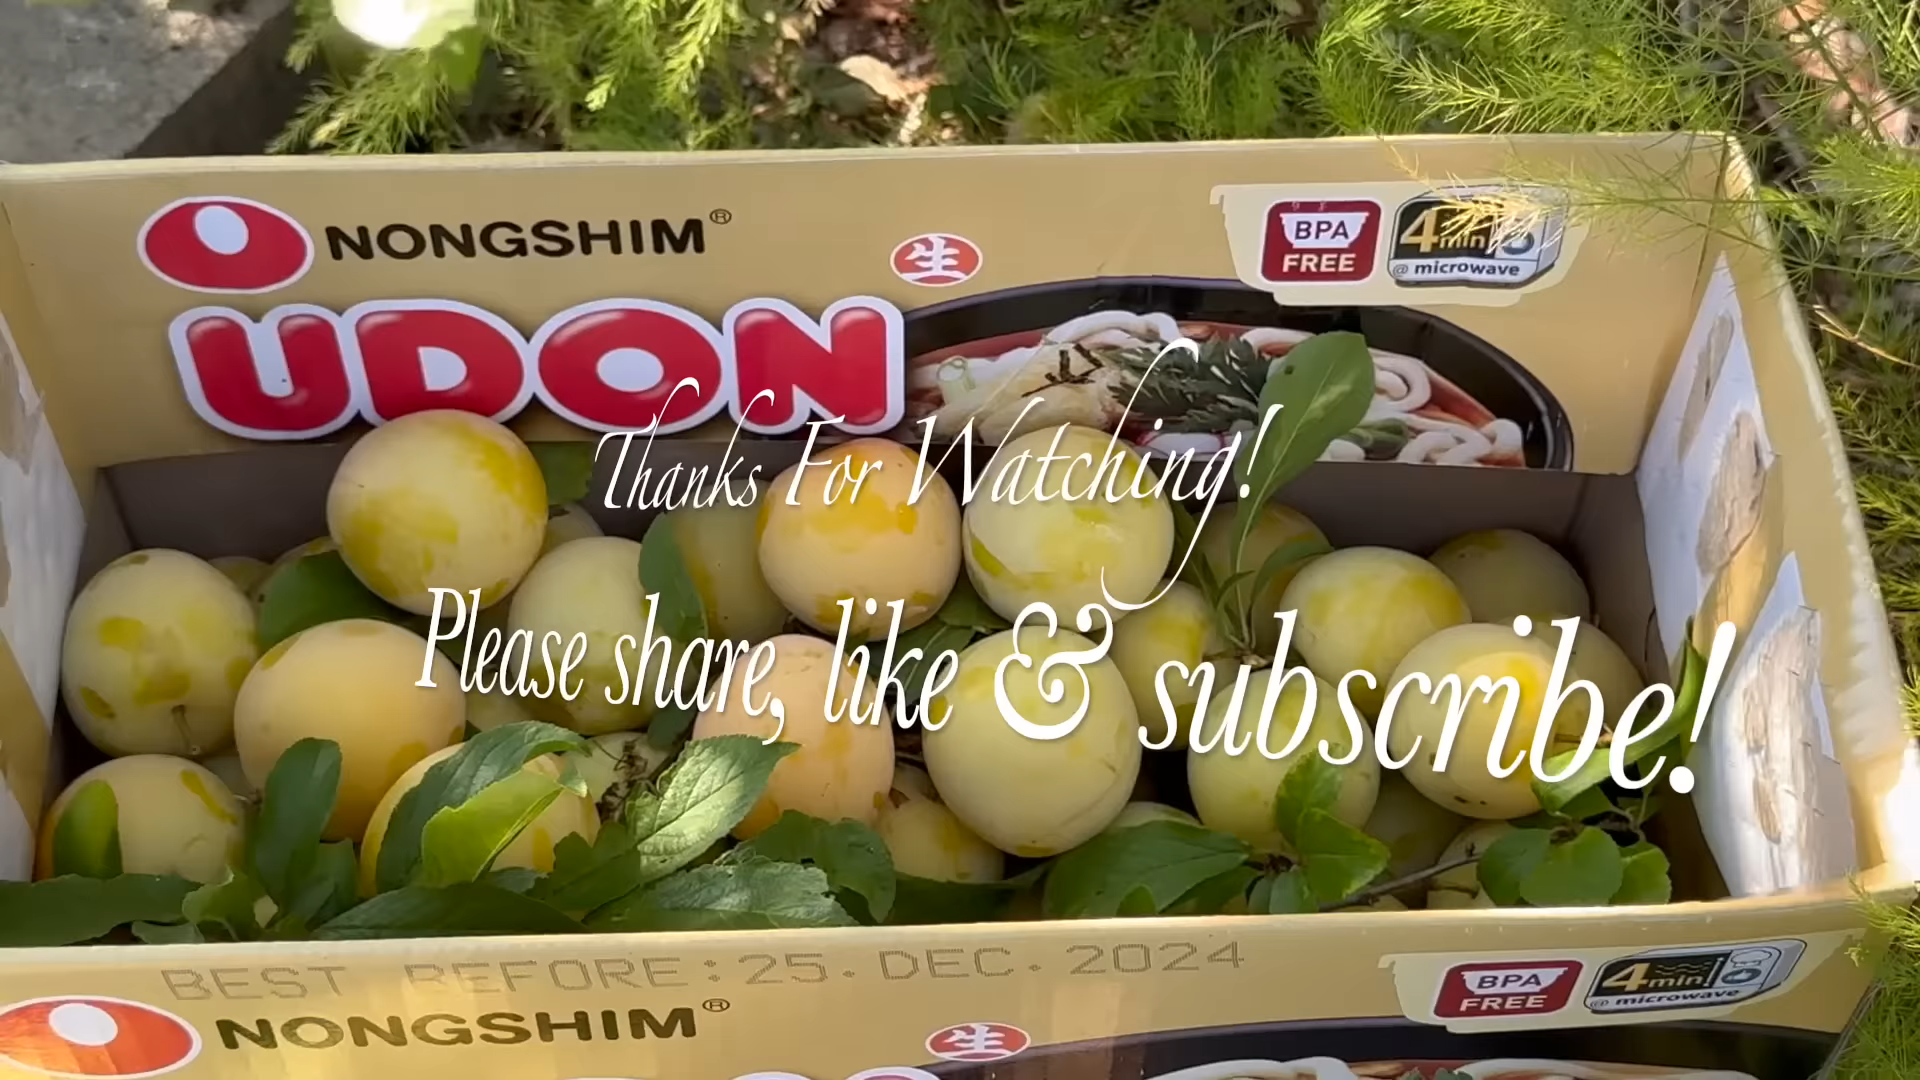 NONGSHIM®
生
BPA
FREE
4min
@ microwave
UDON
Thanks For Watching!
Please share, like & subscribe!
BEST BEFORE:25.DEC.2024
NONGSHIM®
生
BPA
FREE
4min
@ microwave